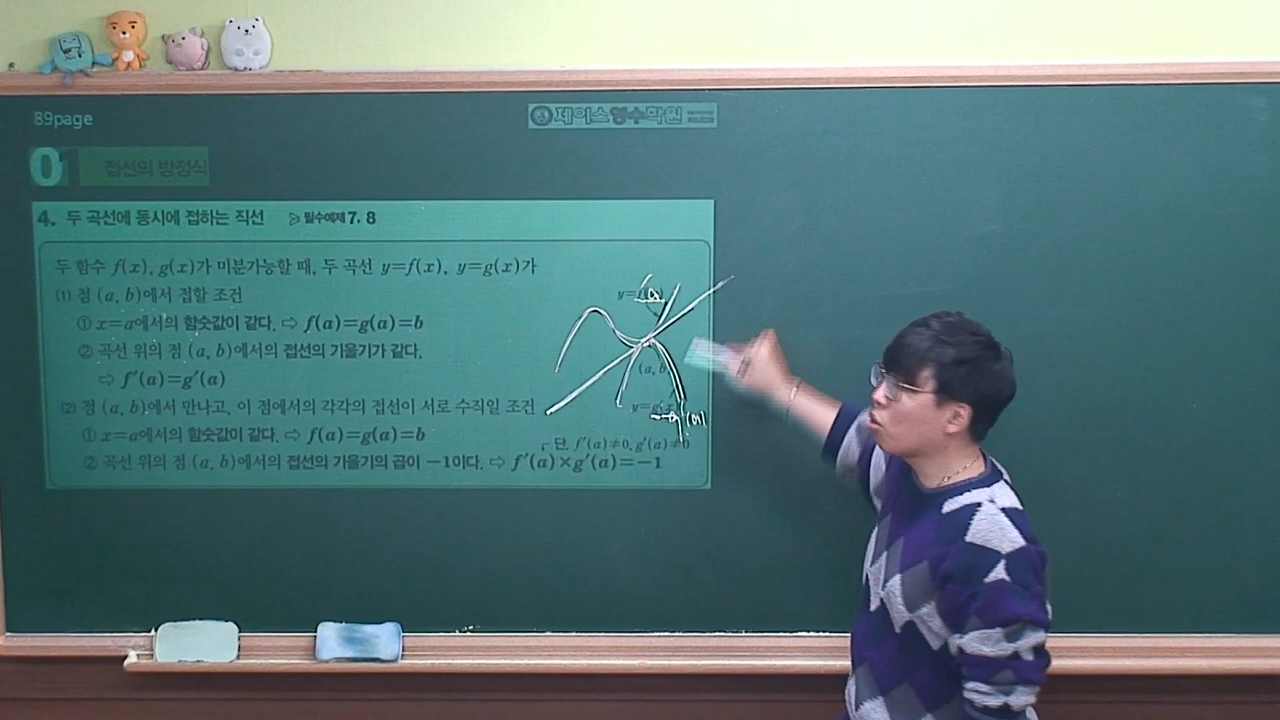 89page
제이스영수학원
01 접선의 방정식
4. 두 곡선에 동시에 접하는 직선 ▷ 필수예제 7, 8
두 함수 f(x), g(x)가 미분가능할 때, 두 곡선 y=f(x), y=g(x)가
(1) 점 (a, b)에서 접할 조건
① x=a에서의 함숫값이 같다. ⇨ f(a)=g(a)=b
② 곡선 위의 점 (a, b)에서의 접선의 기울기가 같다.
⇨ f′(a)=g′(a)
(2) 점 (a, b)에서 만나고, 이 점에서의 각각의 접선이 서로 수직일 조건
① x=a에서의 함숫값이 같다. ⇨ f(a)=g(a)=b
단, f′(a)≠0, g′(a)≠0
② 곡선 위의 점 (a, b)에서의 접선의 기울기의 곱이 −1이다. ⇨ f′(a)×g′(a)=−1
(a, b)